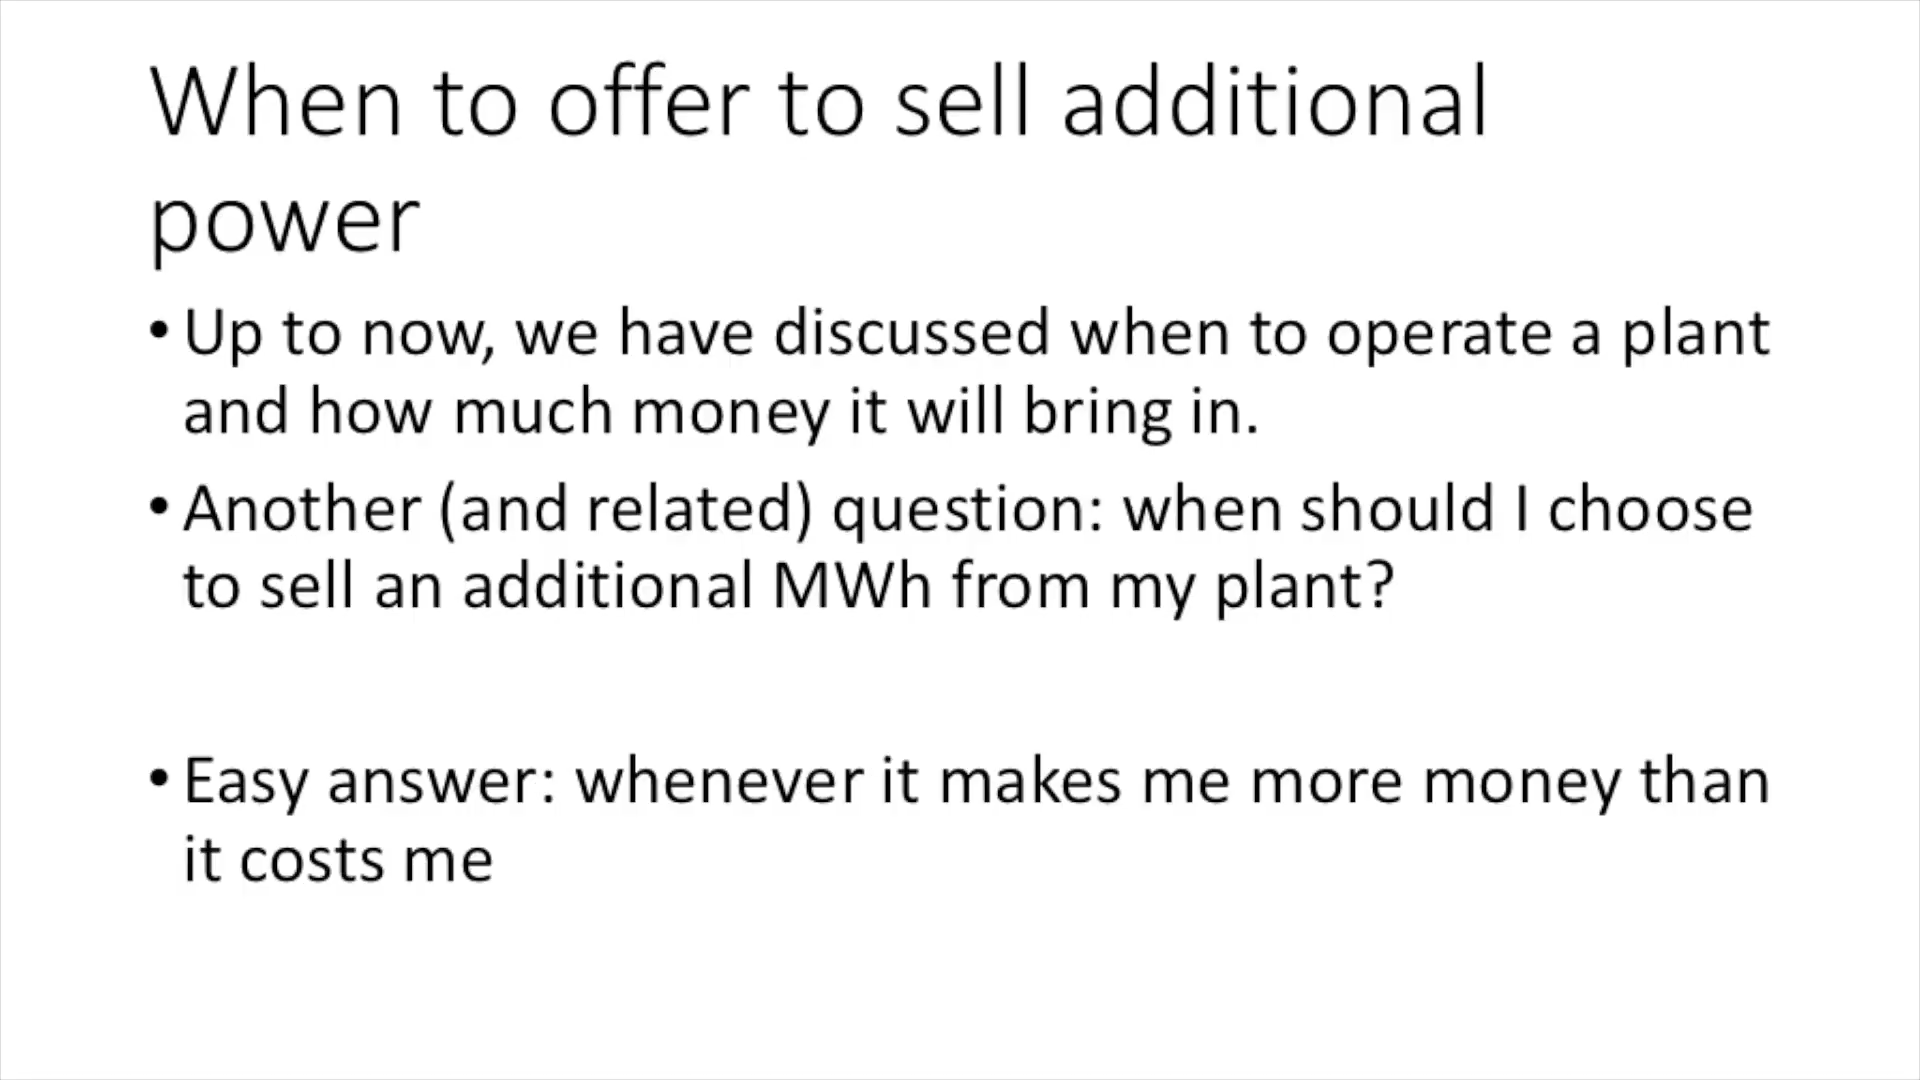 When to offer to sell additional
power
• Up to now, we have discussed when to operate a plant
and how much money it will bring in.
• Another (and related) question: when should I choose
to sell an additional MWh from my plant?
• Easy answer: whenever it makes me more money than
it costs me